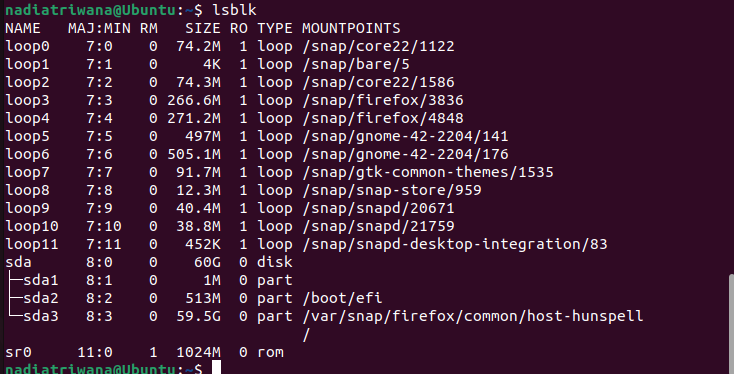 nadiatriwana@Ubuntu:~$ lsblk
NAME   MAJ:MIN RM   SIZE RO TYPE MOUNTPOINTS
loop0    7:0    0  74.2M  1 loop /snap/core22/1122
loop1    7:1    0     4K  1 loop /snap/bare/5
loop2    7:2    0  74.3M  1 loop /snap/core22/1586
loop3    7:3    0 266.6M  1 loop /snap/firefox/3836
loop4    7:4    0 271.2M  1 loop /snap/firefox/4848
loop5    7:5    0   497M  1 loop /snap/gnome-42-2204/141
loop6    7:6    0 505.1M  1 loop /snap/gnome-42-2204/176
loop7    7:7    0  91.7M  1 loop /snap/gtk-common-themes/1535
loop8    7:8    0  12.3M  1 loop /snap/snap-store/959
loop9    7:9    0  40.4M  1 loop /snap/snapd/20671
loop10   7:10   0  38.8M  1 loop /snap/snapd/21759
loop11   7:11   0   452K  1 loop /snap/snapd-desktop-integration/83
sda      8:0    0    60G  0 disk
├─sda1   8:1    0     1M  0 part
├─sda2   8:2    0   513M  0 part /boot/efi
└─sda3   8:3    0  59.5G  0 part /var/snap/firefox/common/host-hunspell
/
sr0     11:0    1  1024M  0 rom
nadiatriwana@Ubuntu:~$